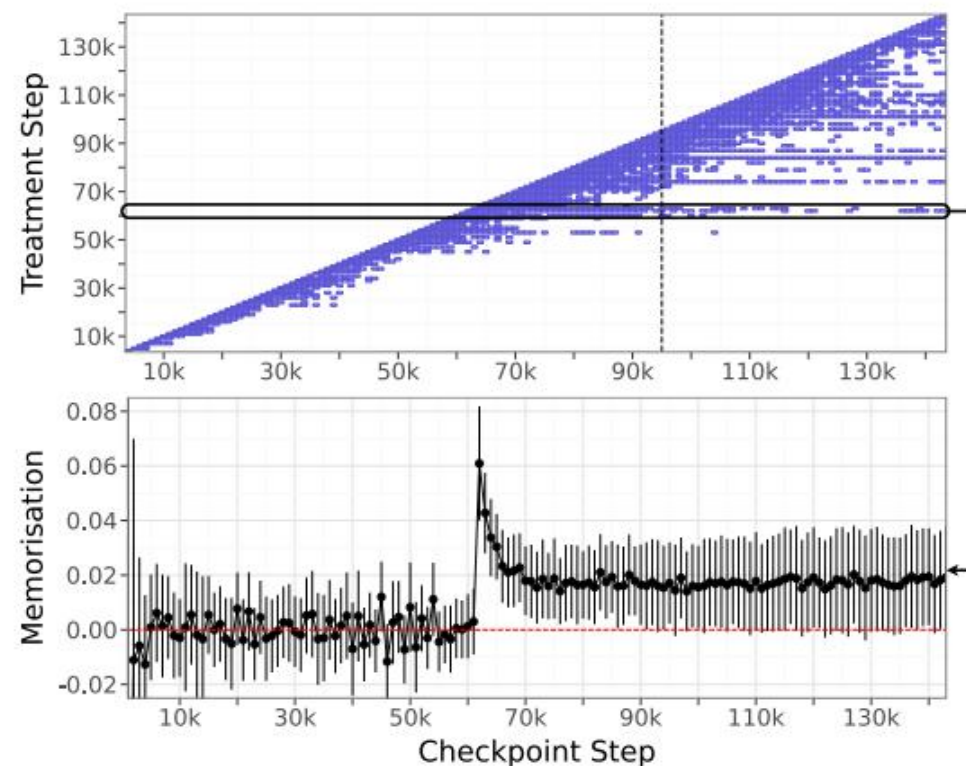 Treatment Step
130k
110k
90k
70k
50k
30k
10k
10k 30k 50k 70k 90k 110k 130k
Memorisation
0.08
0.06
0.04
0.02
0.00
-0.02
10k 30k 50k 70k 90k 110k 130k
Checkpoint Step